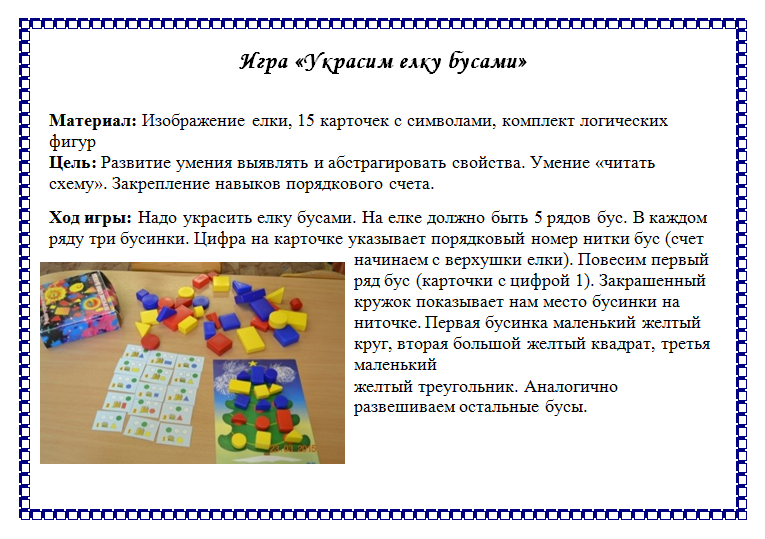 Игра «Украсим елку бусами»
Материал: Изображение елки, 15 карточек с символами, комплект логических
фигур
Цель: Развитие умения выявлять и абстрагировать свойства. Умение «читать
схему». Закрепление навыков порядкового счета.
Ход игры: Надо украсить елку бусами. На елке должно быть 5 рядов бус. В каждом
ряду три бусинки. Цифра на карточке указывает порядковый номер нитки бус (счет
начинаем с верхушки елки). Повесим первый
ряд бус (карточки с цифрой 1). Закрашенный
кружок показывает нам место бусинки на
ниточке. Первая бусинка маленький желтый
круг, вторая большой желтый квадрат, третья
маленький
желтый треугольник. Аналогично
развешиваем остальные бусы.